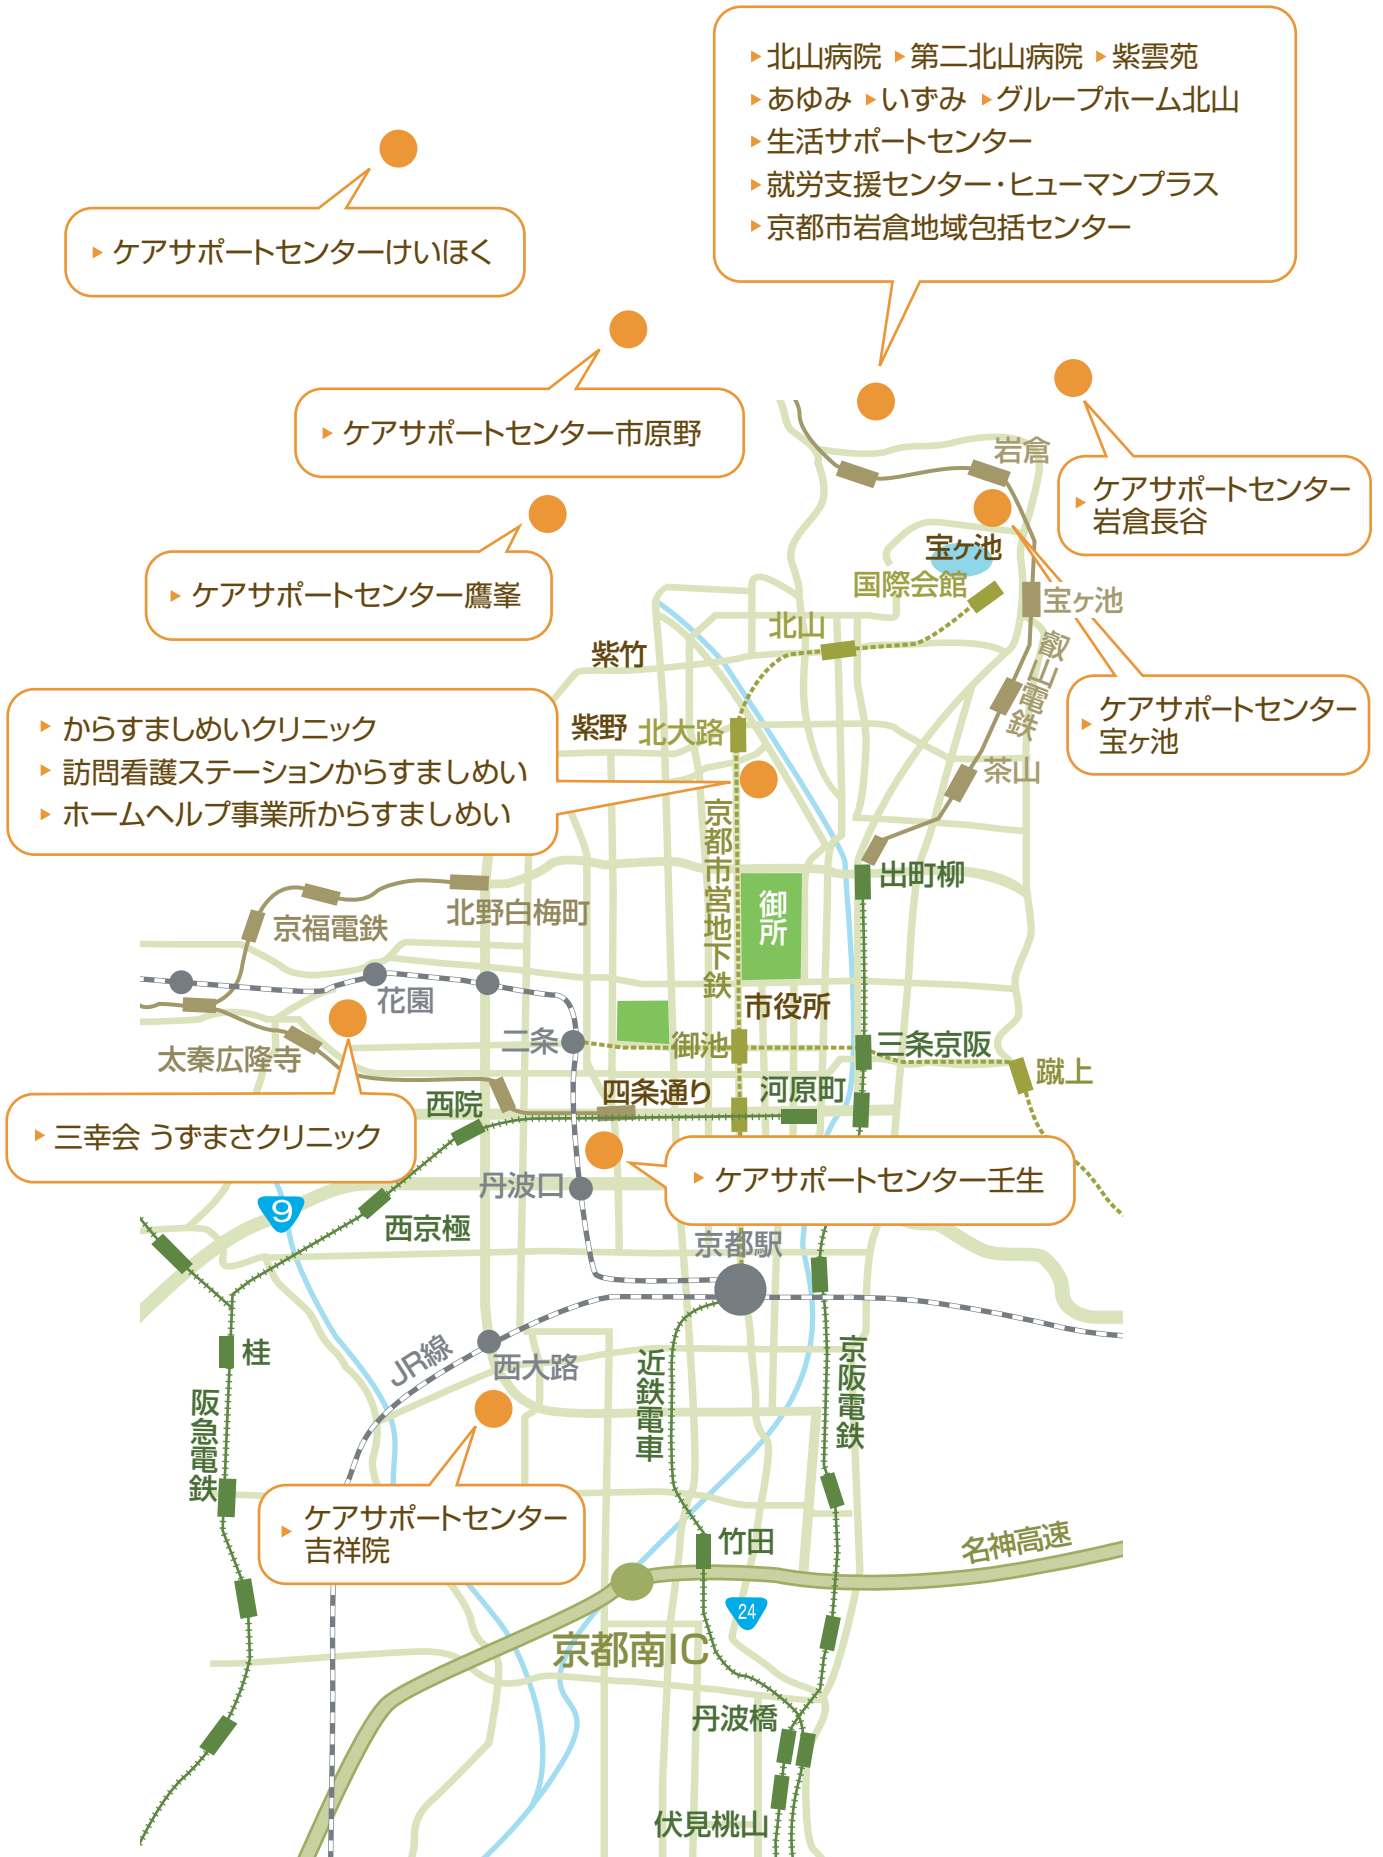 ▶北山病院 ▶第二北山病院 ▶紫雲苑
▶あゆみ ▶いずみ ▶グループホーム北山
▶生活サポートセンター
▶就労支援センター・ヒューマンプラス
▶京都市岩倉地域包括センター
▶ケアサポートセンターけいほく
▶ケアサポートセンター市原野
岩倉
▶ケアサポートセンター
岩倉長谷
宝ヶ池
国際会館
▶ケアサポートセンター鷹峯
宝ヶ池
北山
叡山電鉄
紫竹
▶ケアサポートセンター
宝ヶ池
紫野
北大路
▶からすましめいクリニック
▶訪問看護ステーションからすましめい
▶ホームヘルプ事業所からすましめい
茶山
京都市営地下鉄
出町柳
御所
北野白梅町
京福電鉄
花園
市役所
二条
御池
三条京阪
太秦広隆寺
蹴上
四条通り
河原町
西院
▶三幸会 うずまさクリニック
▶ケアサポートセンター壬生
丹波口
9
西京極
京都駅
桂
JR線
西大路
近鉄電車
京阪電鉄
阪急電鉄
▶ケアサポートセンター
吉祥院
竹田
名神高速
24
京都南IC
丹波橋
伏見桃山